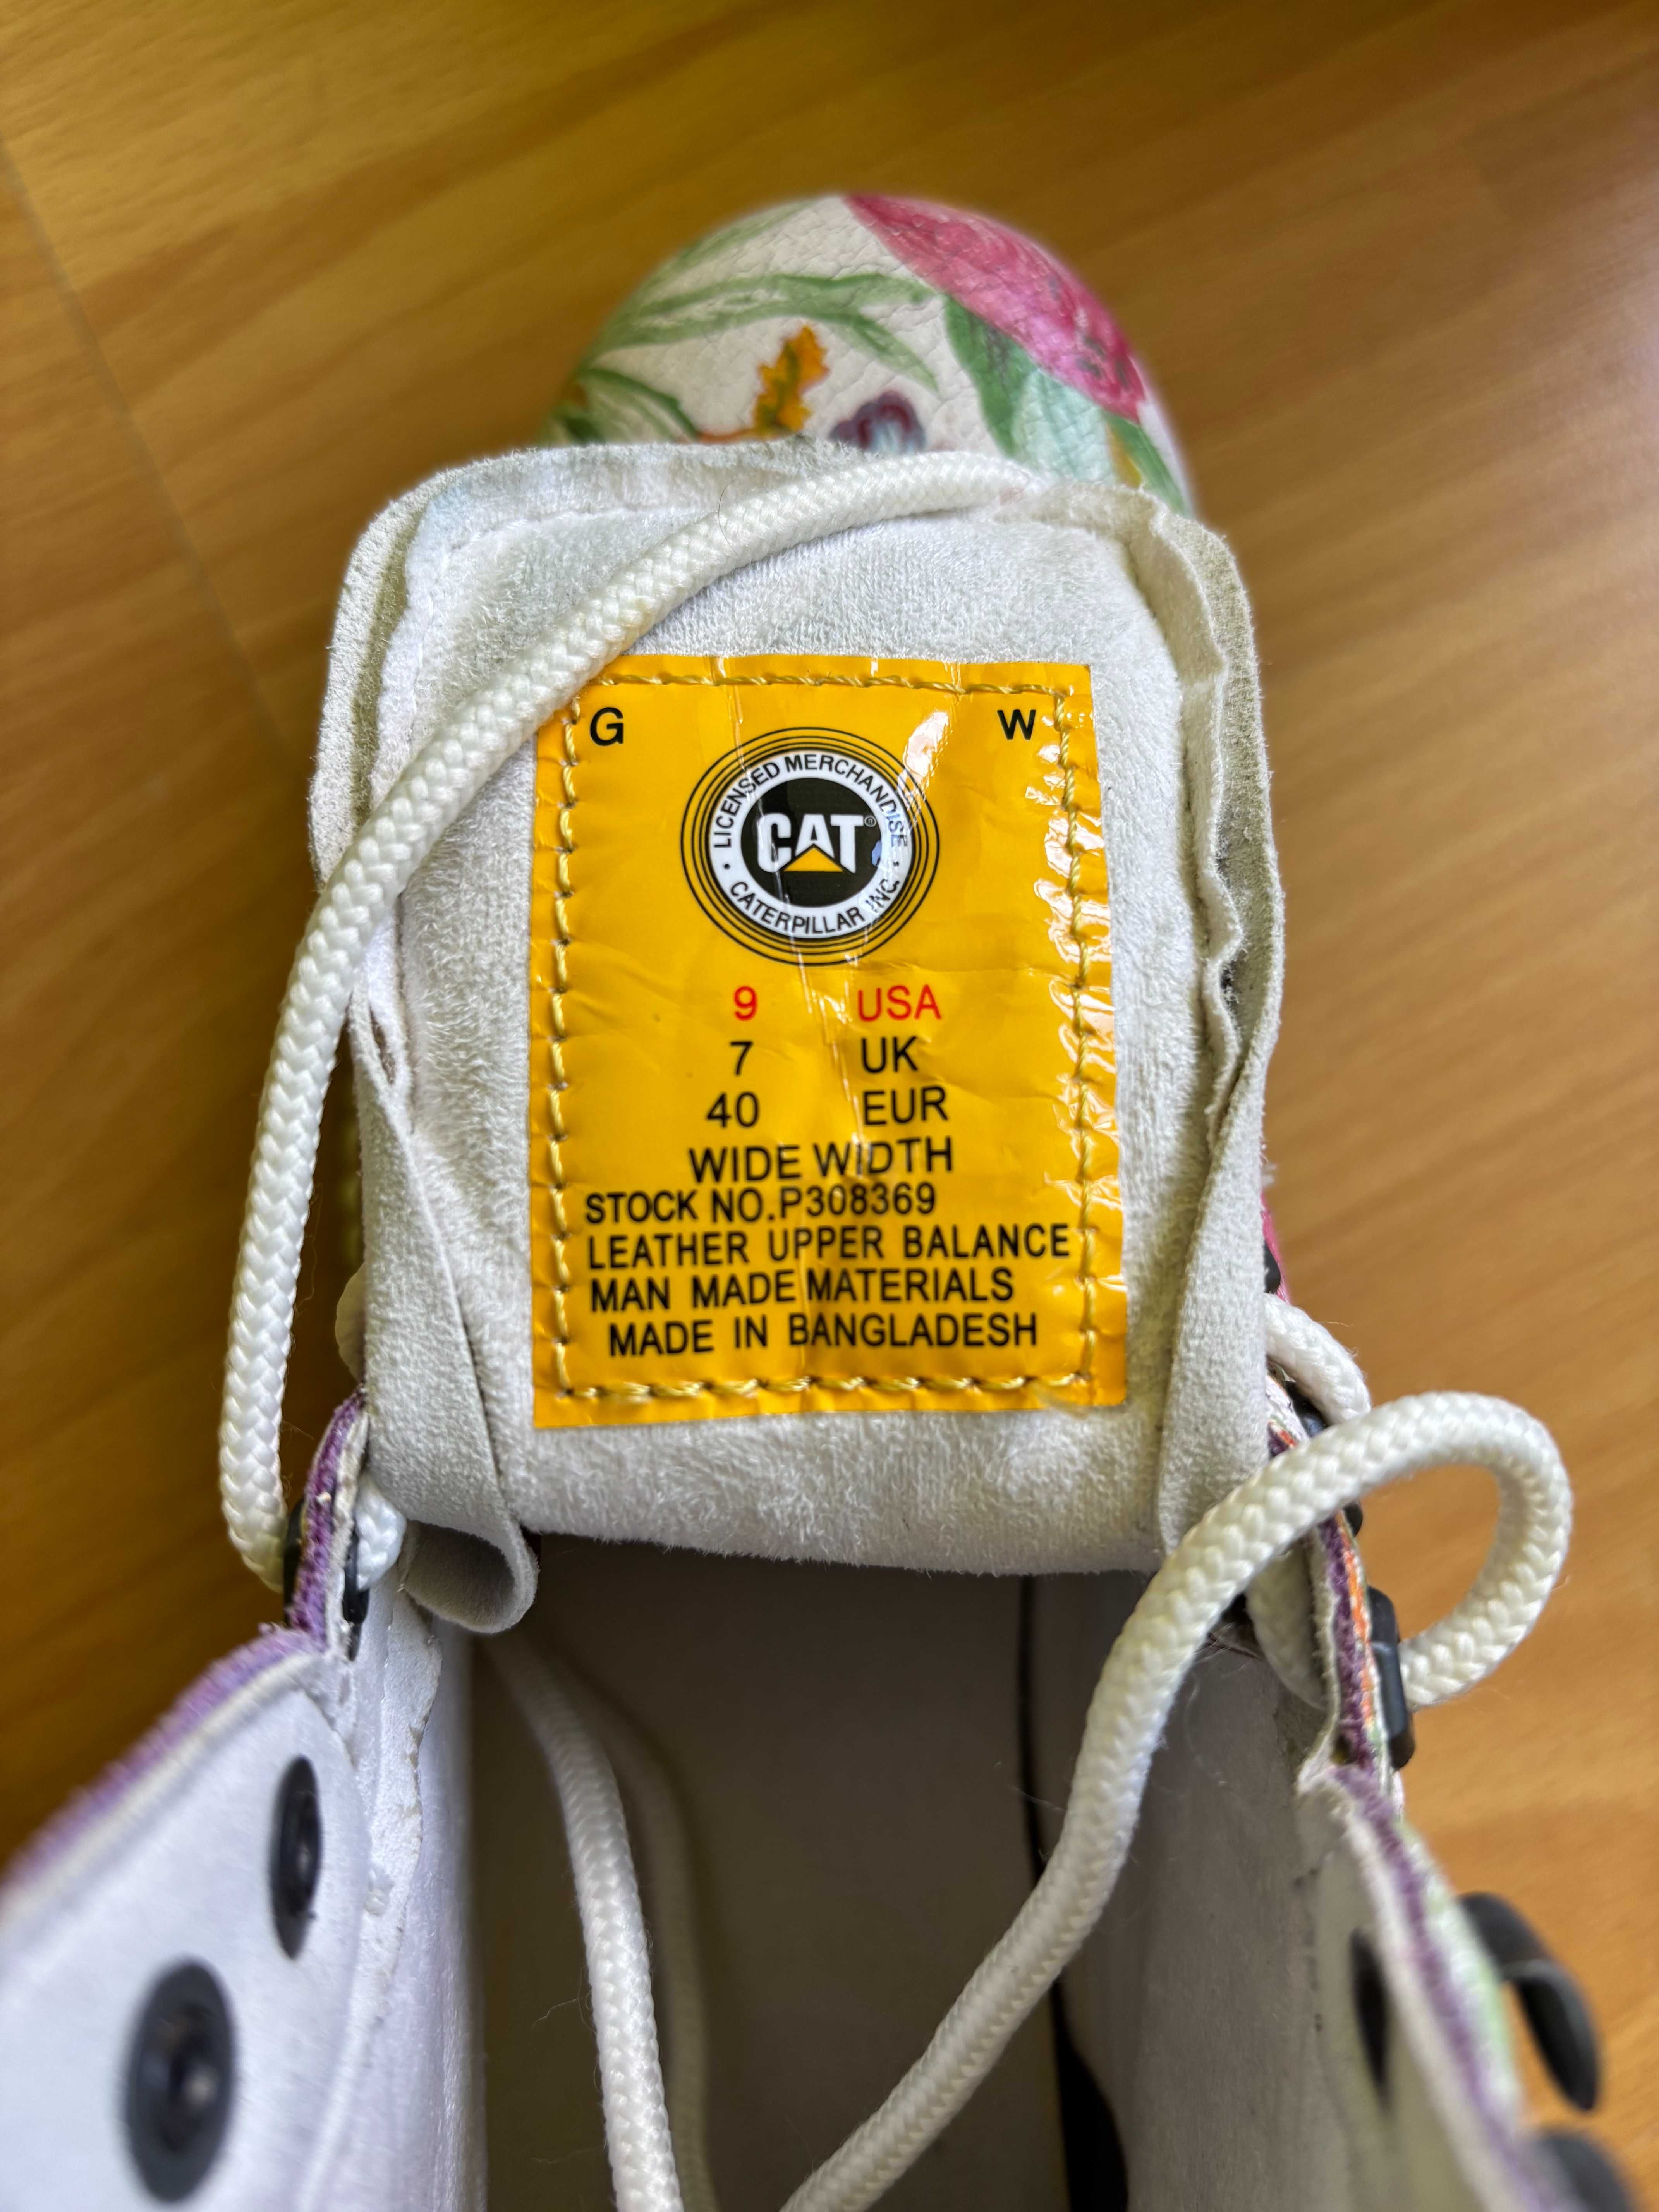 G W
LICENSED MERCHANDISE
CAT®
CATERPILLAR INC.
9 USA
7 UK
40 EUR
WIDE WIDTH
STOCK NO.P308369
LEATHER UPPER BALANCE
MAN MADE MATERIALS
MADE IN BANGLADESH